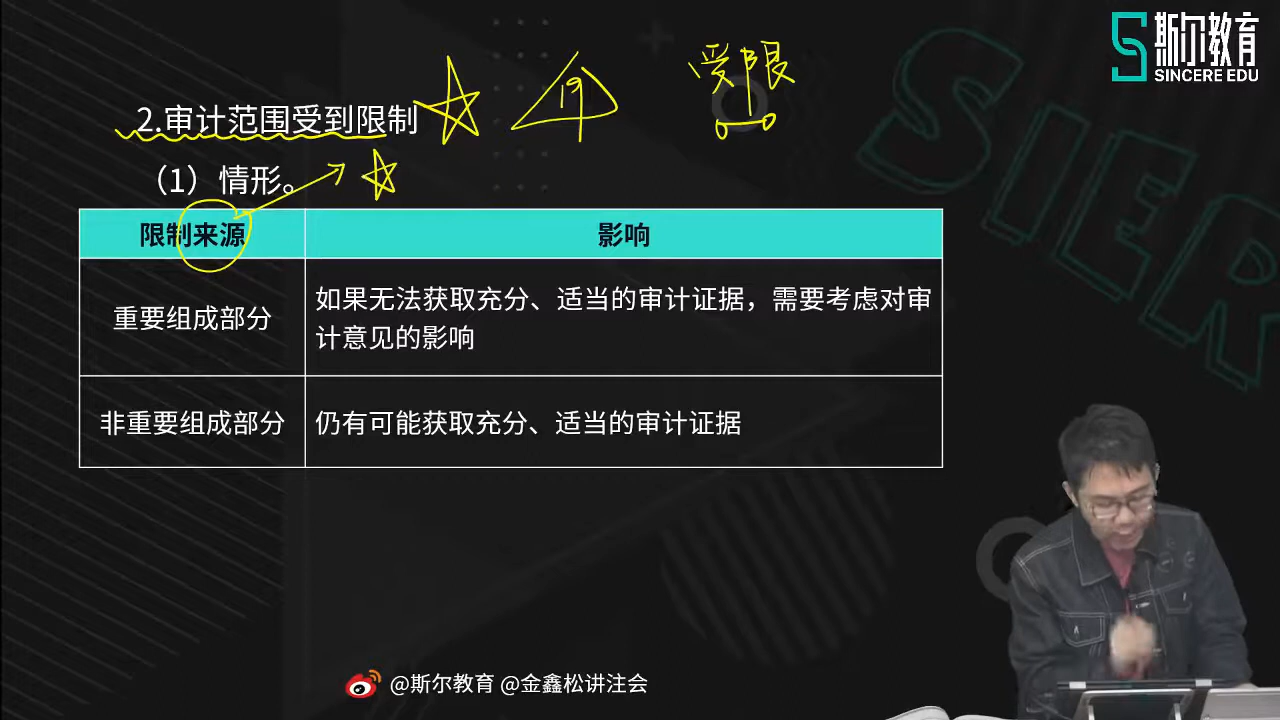 斯尔教育
SINCERE EDU
受限
2.审计范围受到限制
（1）情形。
限制来源
影响
重要组成部分
如果无法获取充分、适当的审计证据，需要考虑对审
计意见的影响
非重要组成部分
仍有可能获取充分、适当的审计证据
@斯尔教育 @金鑫松讲注会